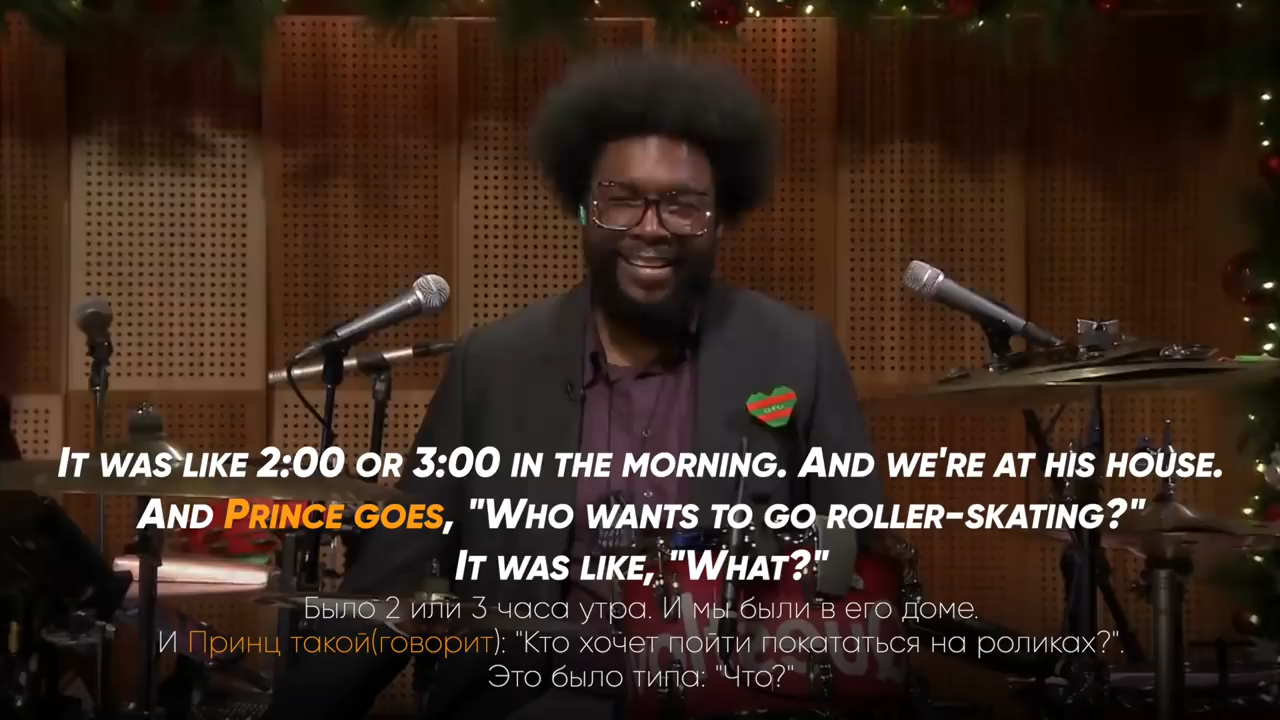 It was like 2:00 or 3:00 in the morning. And we're at his house.
And Prince goes, "Who wants to go roller-skating?"
It was like, "What?"
Было 2 или 3 часа утра. И мы были в его доме.
И Принц такой(говорит): "Кто хочет пойти покататься на роликах?".
Это было типа: "Что?"